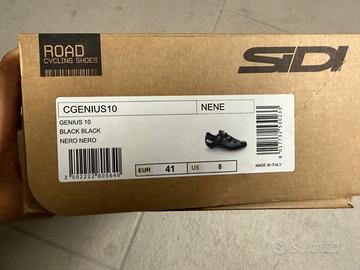 ROAD
CYCLING SHOES
SIDI
CGENIUS10
NENE
GENIUS 10
BLACK BLACK
NERO NERO
EUR 41 US 8
2502222805640
MADE IN ITALY
subito